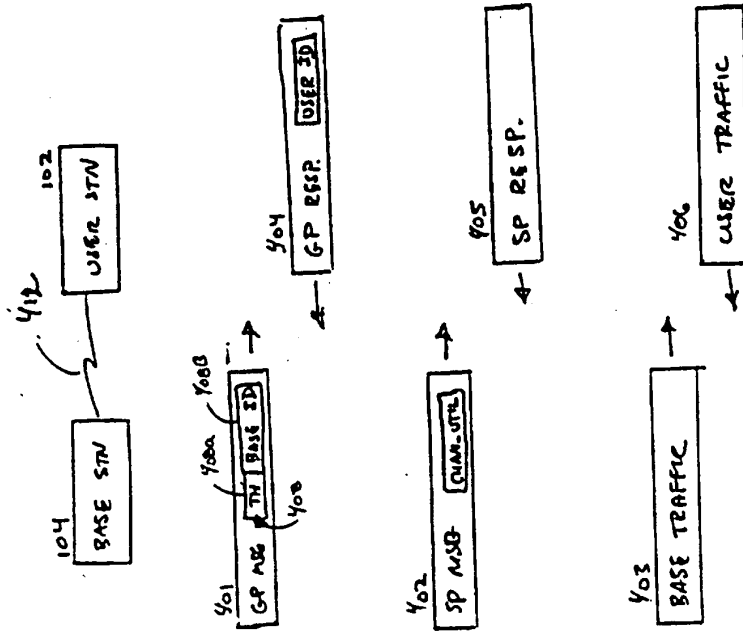 412
104
BASE STN
102
USER STN
401
GP MSG
TH
BASE ID
408a
408B
408
404
GP RESP.
USER ID
402
SP MSG
CHAN. UTIL
405
SP RESP.
403
BASE TRAFFIC
406
USER TRAFFIC